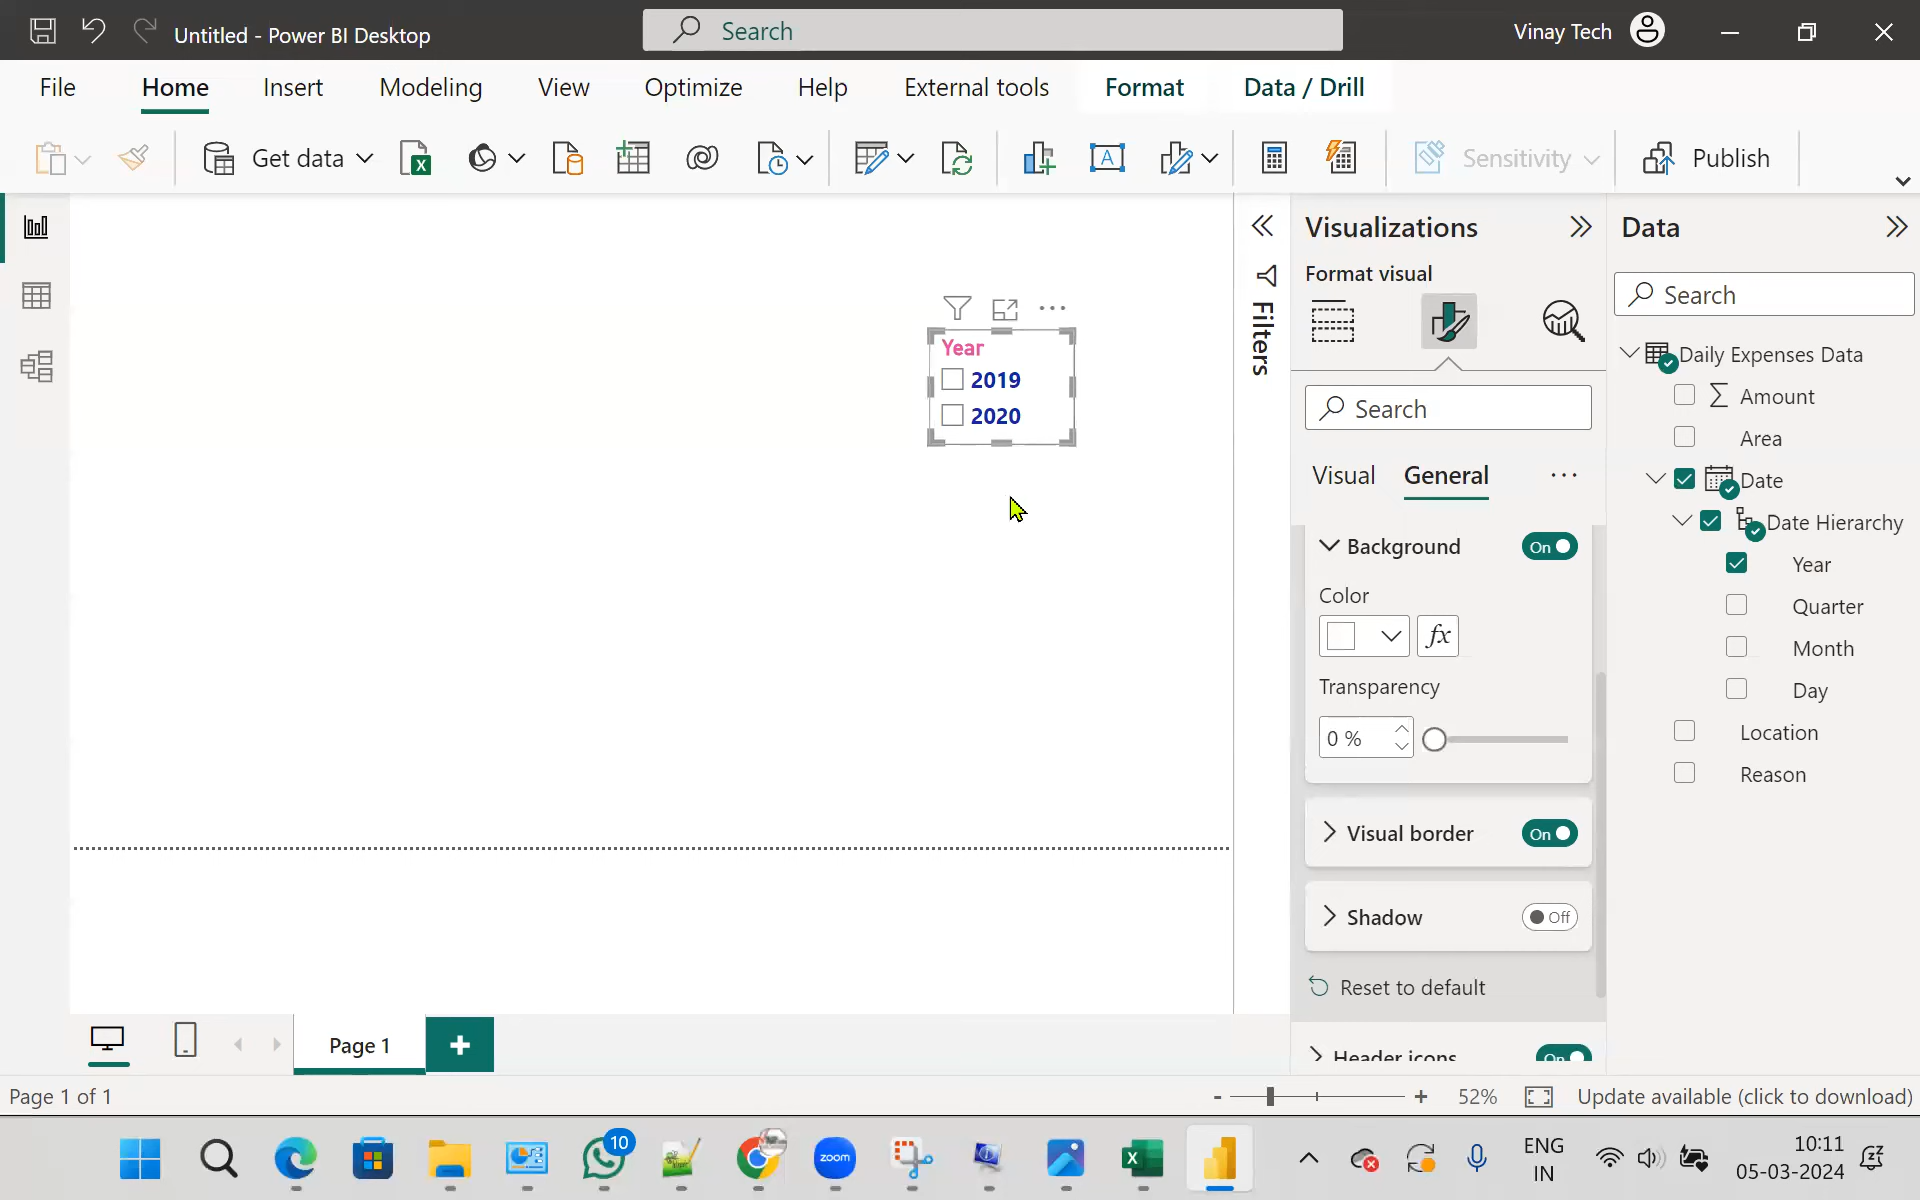 Untitled - Power BI Desktop
Search
Vinay Tech
File
Home
Insert
Modeling
View
Optimize
Help
External tools
Format
Data / Drill
Get data
Sensitivity
Publish
Filters
Year
2019
2020
Visualizations
Format visual
Search
Visual
General
Background
On
Color
fx
Transparency
0 %
Visual border
On
Shadow
Off
Reset to default
Header icons
On
Data
Search
Daily Expenses Data
Amount
Area
Date
Date Hierarchy
Year
Quarter
Month
Day
Location
Reason
Page 1
Page 1 of 1
52%
Update available (click to download)
10
zoom
ENG
IN
10:11
05-03-2024